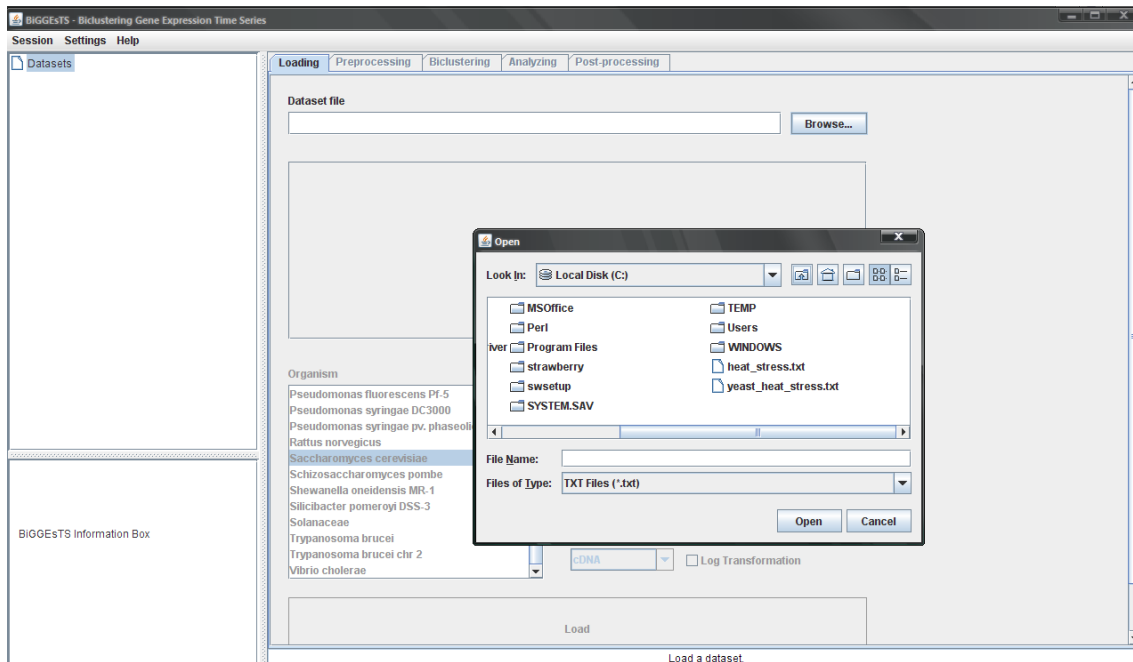 BiGGEsTS - Biclustering Gene Expression Time Series
Session Settings Help
Datasets
Loading Preprocessing Biclustering Analyzing Post-processing
Dataset file
Browse...
Open
Look In: Local Disk (C:)
MSOffice TEMP
Perl Users
iver Program Files WINDOWS
strawberry heat_stress.txt
swsetup yeast_heat_stress.txt
SYSTEM.SAV
File Name:
Files of Type: TXT Files (*.txt)
Open Cancel
Organism
Pseudomonas fluorescens Pf-5
Pseudomonas syringae DC3000
Pseudomonas syringae pv. phaseoli
Rattus norvegicus
Saccharomyces cerevisiae
Schizosaccharomyces pombe
Shewanella oneidensis MR-1
Silicibacter pomeroyi DSS-3
Solanaceae
Trypanosoma brucei
Trypanosoma brucei chr 2
Vibrio cholerae
cDNA Log Transformation
Load
BiGGEsTS Information Box
Load a dataset.